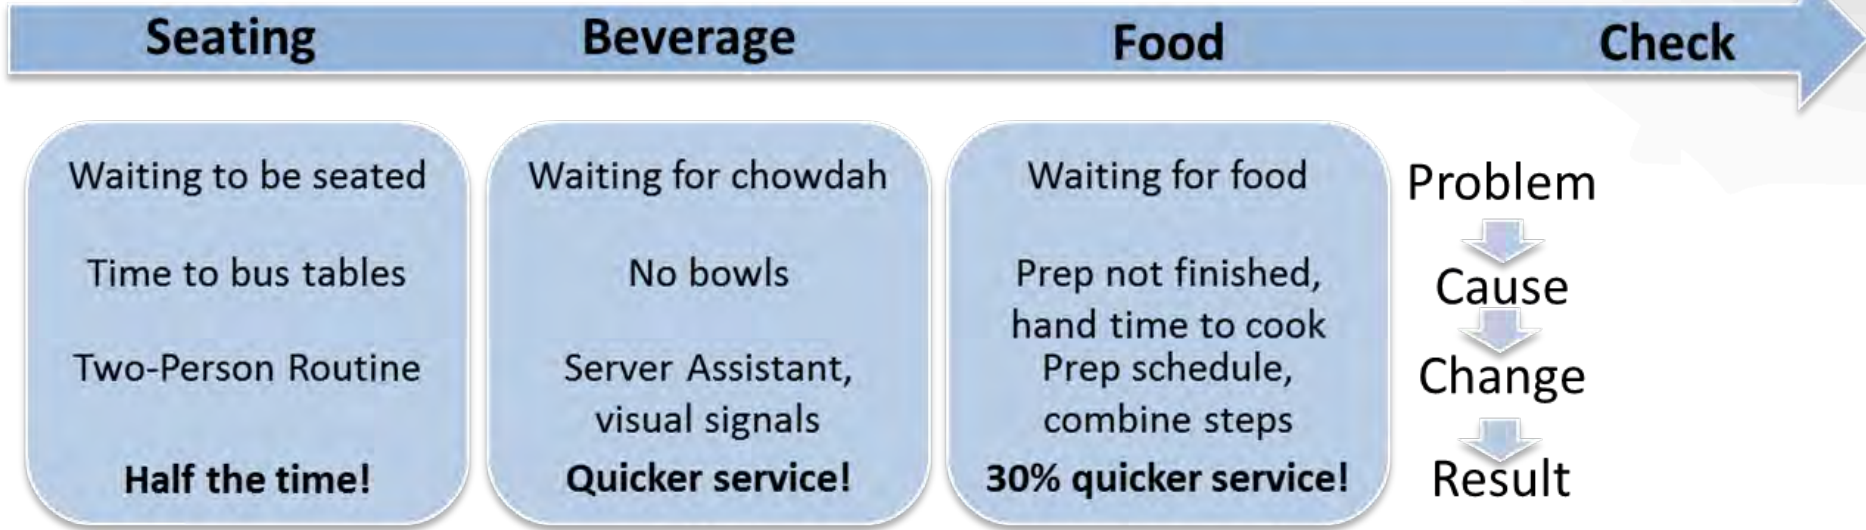 Seating Beverage Food Check
Waiting to be seated
Time to bus tables
Two-Person Routine
Half the time!
Waiting for chowdah
No bowls
Server Assistant,
visual signals
Quicker service!
Waiting for food
Prep not finished,
hand time to cook
Prep schedule,
combine steps
30% quicker service!
Problem
Cause
Change
Result